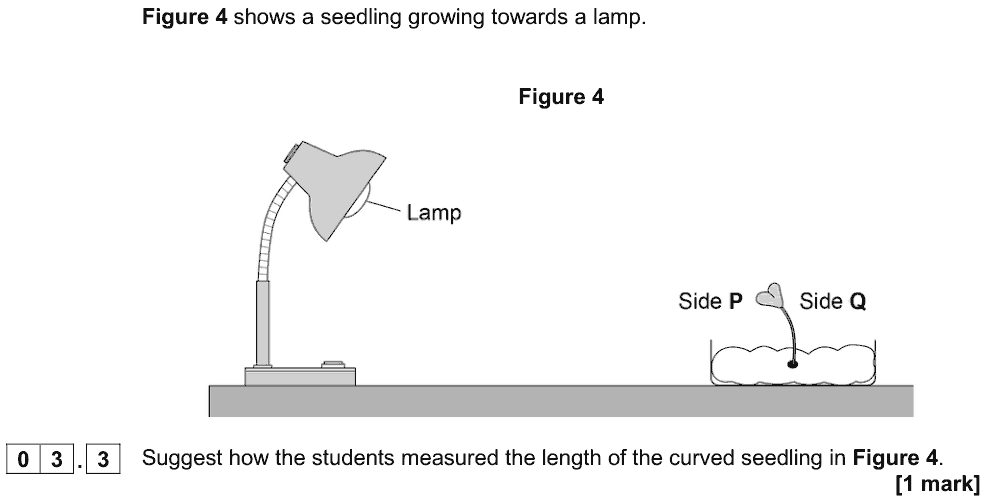 Figure 4 shows a seedling growing towards a lamp.
Figure 4
Lamp
Side P
Side Q
0 3 . 3 Suggest how the students measured the length of the curved seedling in Figure 4.
[1 mark]